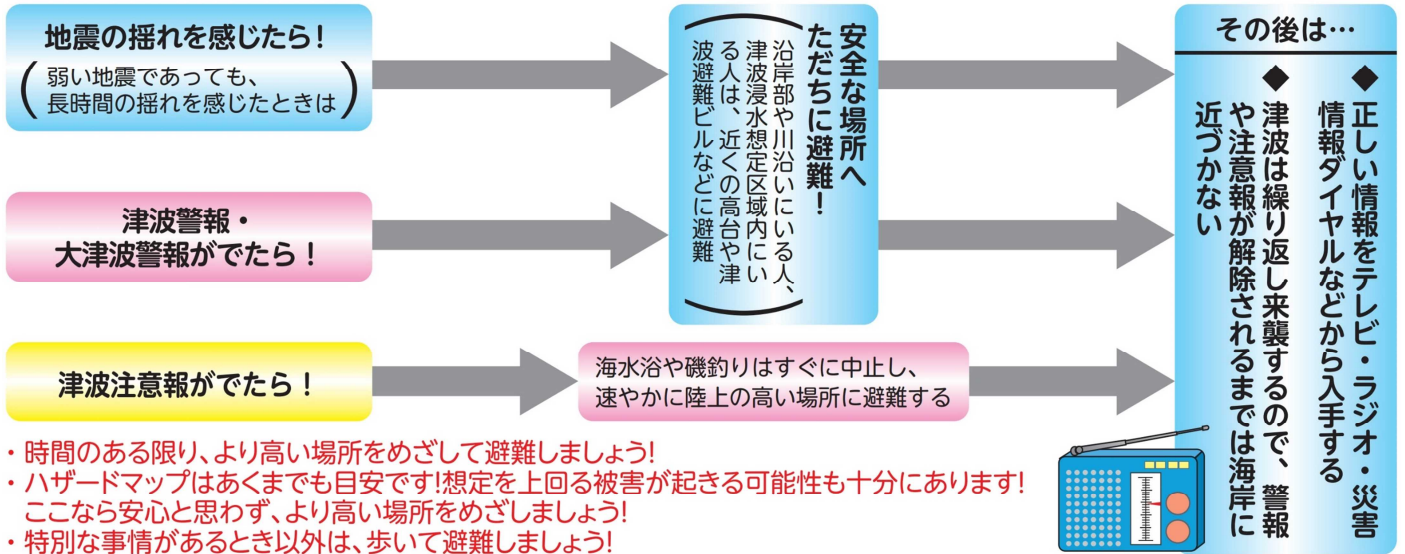 地震の揺れを感じたら!
(弱い地震であっても、
長時間の揺れを感じたときは)
津波警報・
大津波警報がでたら!
津波注意報がでたら!
安全な場所へ
ただちに避難!
(沿岸部や川沿いにいる人、
津波浸水想定区域内にい
る人は、近くの高台や津
波避難ビルなどに避難)
海水浴や磯釣りはすぐに中止し、
速やかに陸上の高い場所に避難する
その後は…
◆正しい情報をテレビ・ラジオ・災害
情報ダイヤルなどから入手する
◆津波は繰り返し来襲するので、警報
や注意報が解除されるまでは海岸に
近づかない
・時間のある限り、より高い場所をめざして避難しましょう!
・ハザードマップはあくまでも目安です!想定を上回る被害が起きる可能性も十分にあります!
ここなら安心と思わず、より高い場所をめざしましょう!
・特別な事情があるとき以外は、歩いて避難しましょう!